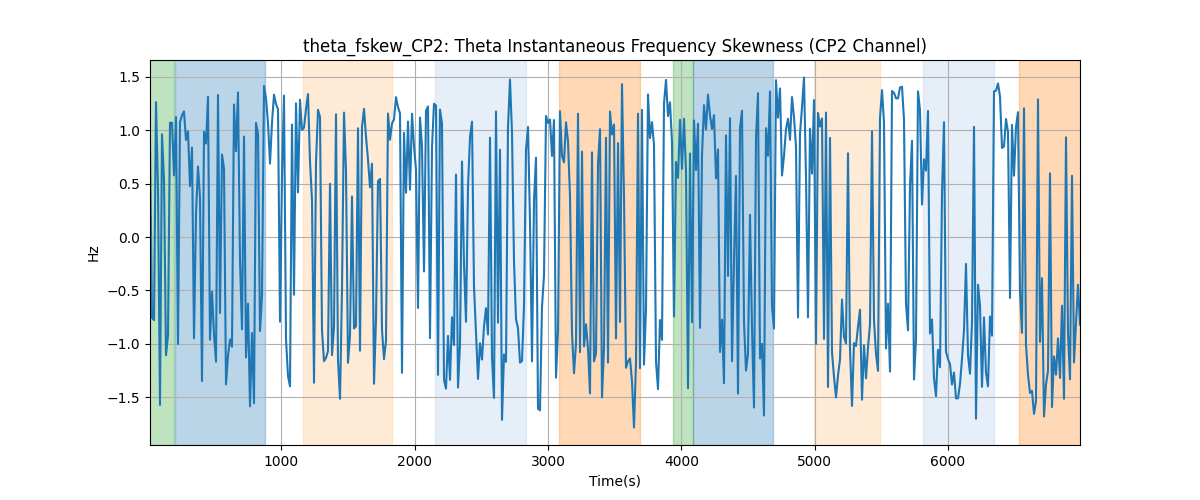 theta_fskew_CP2: Theta Instantaneous Frequency Skewness (CP2 Channel)
1.5
1.0
0.5
0.0
−0.5
−1.0
−1.5
Hz
1000 2000 3000 4000 5000 6000
Time(s)